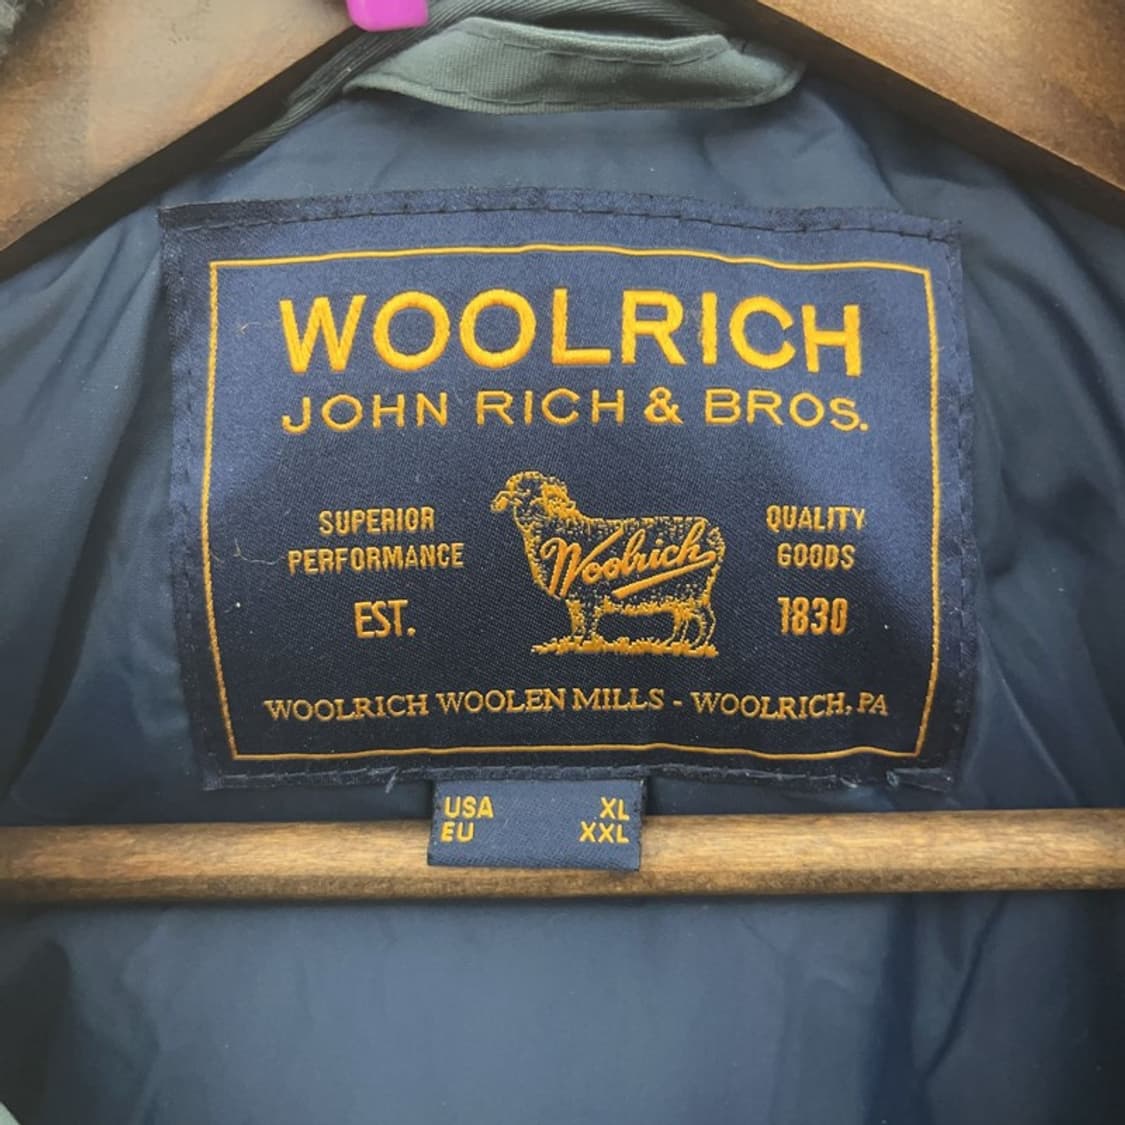 WOOLRICH
JOHN RICH & BROS.
SUPERIOR
PERFORMANCE
EST.
Woolrich
QUALITY
GOODS
1830
WOOLRICH WOOLEN MILLS - WOOLRICH, PA
USA XL
EU XXL